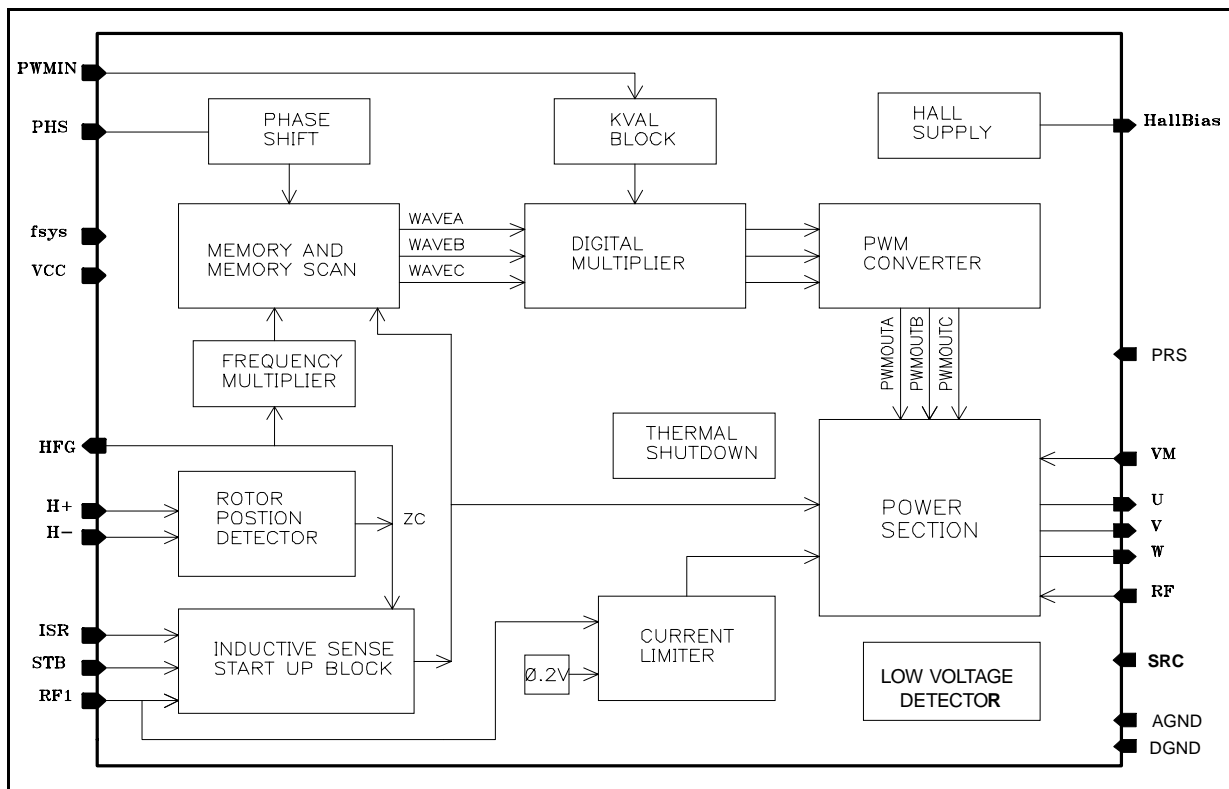 PWMIN
PHASE
SHIFT
KVAL
BLOCK
HALL
SUPPLY
HallBias
PHS
fsys
VCC
MEMORY AND
MEMORY SCAN
WAVEA
WAVEB
WAVEC
DIGITAL
MULTIPLIER
PWM
CONVERTER
PWMOUTA
PWMOUTB
PWMOUTC
FREQUENCY
MULTIPLIER
PRS
HFG
THERMAL
SHUTDOWN
VM
H+
H-
ROTOR
POSTION
DETECTOR
ZC
POWER
SECTION
U
V
W
RF
ISR
STB
RF1
INDUCTIVE SENSE
START UP BLOCK
CURRENT
LIMITER
0.2V
LOW VOLTAGE
DETECTOR
SRC
AGND
DGND